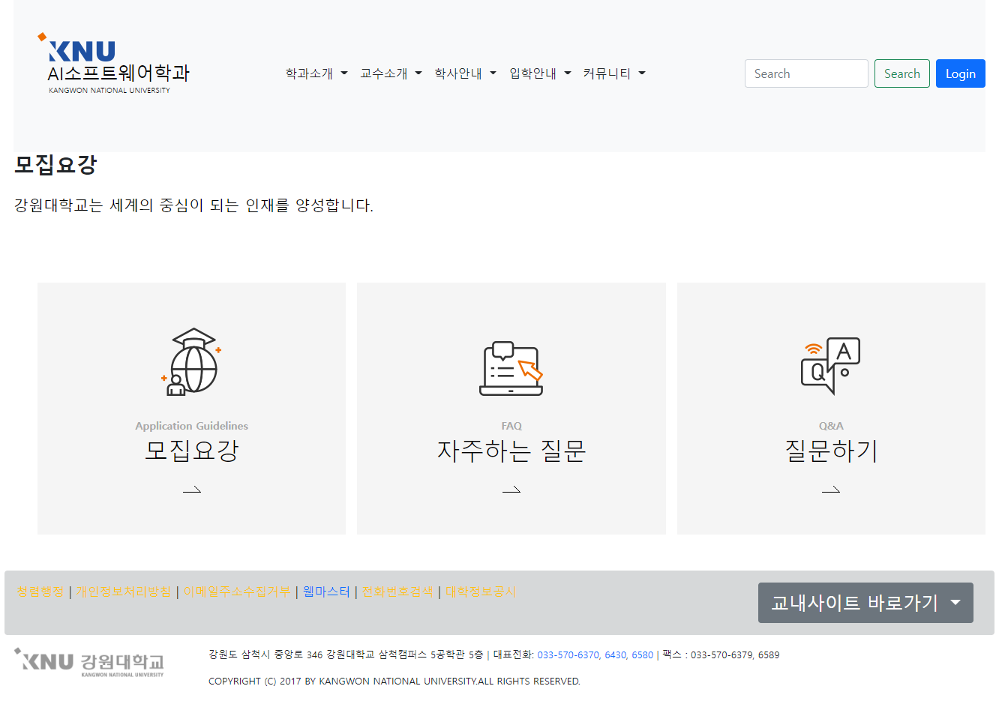 KNU
AI소프트웨어학과
KANGWON NATIONAL UNIVERSITY
학과소개 교수소개 학사안내 입학안내 커뮤니티
Search Search Login
모집요강
강원대학교는 세계의 중심이 되는 인재를 양성합니다.
Application Guidelines
모집요강
FAQ
자주하는 질문
Q A
Q&A
질문하기
청렴행정 | 개인정보처리방침 | 이메일주소수집거부 | 웹마스터 | 전화번호검색 | 대학정보공시
교내사이트 바로가기
KNU 강원대학교
KANGWON NATIONAL UNIVERSITY
강원도 삼척시 중앙로 346 강원대학교 삼척캠퍼스 5공학관 5층 | 대표전화: 033-570-6370, 6430, 6580 | 팩스 : 033-570-6379, 6589
COPYRIGHT (C) 2017 BY KANGWON NATIONAL UNIVERSITY.ALL RIGHTS RESERVED.